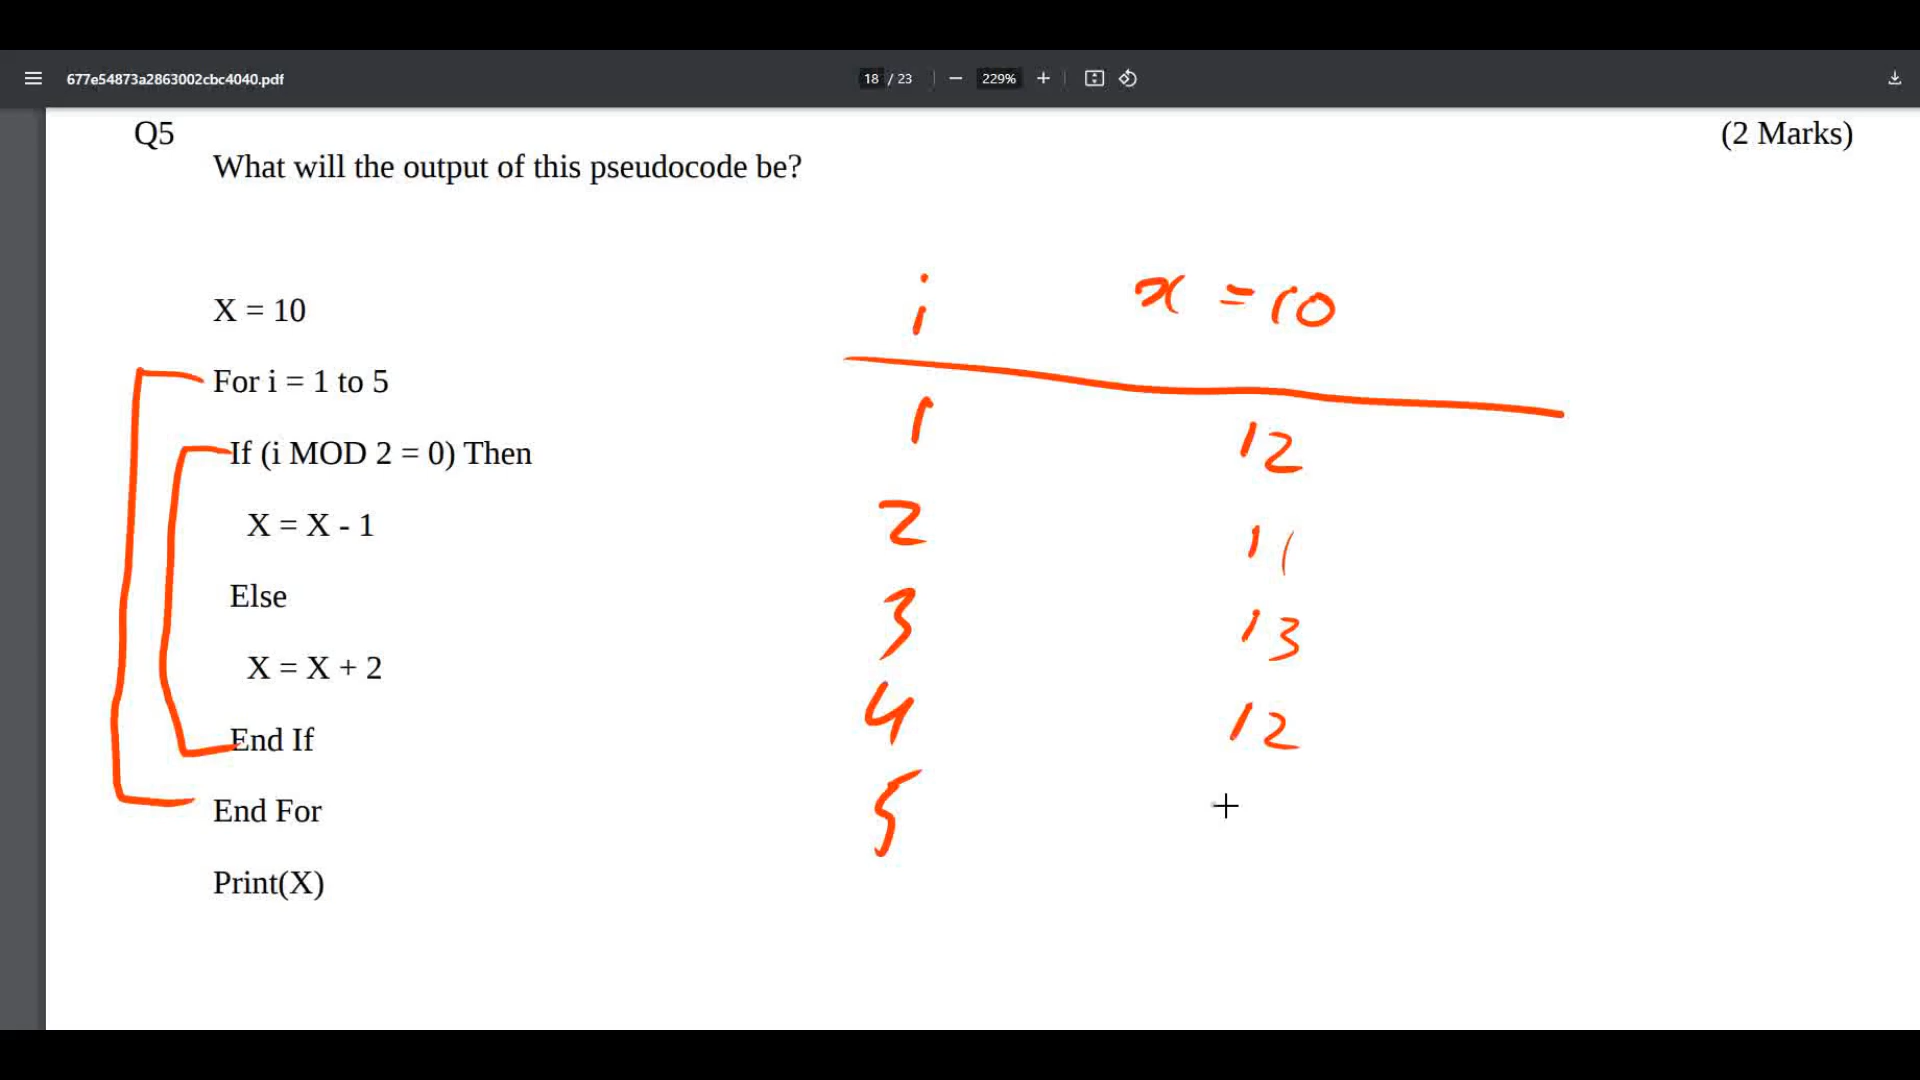 677e54873a2863002cbc4040.pdf
18 / 23
229%
Q5
(2 Marks)
What will the output of this pseudocode be?
X = 10
For i = 1 to 5
If (i MOD 2 = 0) Then
X = X - 1
Else
X = X + 2
End If
End For
Print(X)
i x = 10
1 12
2 11
3 13
4 12
5